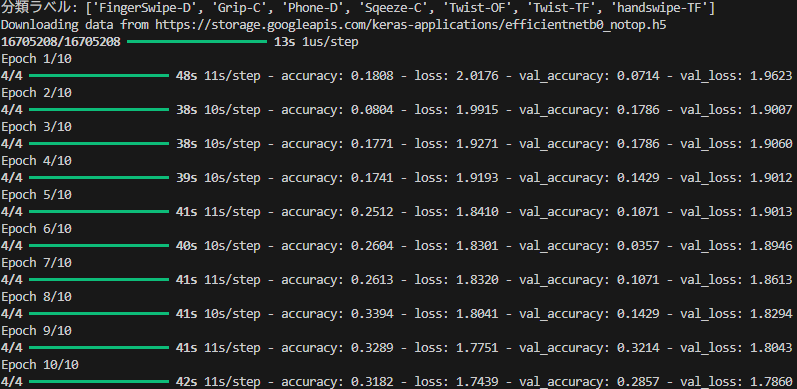 分類ラベル: ['FingerSwipe-D', 'Grip-C', 'Phone-D', 'Sqeeze-C', 'Twist-OF', 'Twist-TF', 'handswipe-TF']
Downloading data from https://storage.googleapis.com/keras-applications/efficientnetb0_notop.h5
16705208/16705208 ━━━━━━━━━━━━━━━━━━━━ 13s 1us/step
Epoch 1/10
4/4 ━━━━━━━━━━━━━━━━━━━━ 48s 11s/step - accuracy: 0.1808 - loss: 2.0176 - val_accuracy: 0.0714 - val_loss: 1.9623
Epoch 2/10
4/4 ━━━━━━━━━━━━━━━━━━━━ 38s 10s/step - accuracy: 0.0804 - loss: 1.9915 - val_accuracy: 0.1786 - val_loss: 1.9007
Epoch 3/10
4/4 ━━━━━━━━━━━━━━━━━━━━ 38s 10s/step - accuracy: 0.1771 - loss: 1.9271 - val_accuracy: 0.1786 - val_loss: 1.9060
Epoch 4/10
4/4 ━━━━━━━━━━━━━━━━━━━━ 39s 10s/step - accuracy: 0.1741 - loss: 1.9193 - val_accuracy: 0.1429 - val_loss: 1.9012
Epoch 5/10
4/4 ━━━━━━━━━━━━━━━━━━━━ 41s 11s/step - accuracy: 0.2512 - loss: 1.8410 - val_accuracy: 0.1071 - val_loss: 1.9013
Epoch 6/10
4/4 ━━━━━━━━━━━━━━━━━━━━ 40s 10s/step - accuracy: 0.2604 - loss: 1.8301 - val_accuracy: 0.0357 - val_loss: 1.8946
Epoch 7/10
4/4 ━━━━━━━━━━━━━━━━━━━━ 41s 11s/step - accuracy: 0.2613 - loss: 1.8320 - val_accuracy: 0.1071 - val_loss: 1.8613
Epoch 8/10
4/4 ━━━━━━━━━━━━━━━━━━━━ 41s 10s/step - accuracy: 0.3394 - loss: 1.8041 - val_accuracy: 0.1429 - val_loss: 1.8294
Epoch 9/10
4/4 ━━━━━━━━━━━━━━━━━━━━ 41s 11s/step - accuracy: 0.3289 - loss: 1.7751 - val_accuracy: 0.3214 - val_loss: 1.8043
Epoch 10/10
4/4 ━━━━━━━━━━━━━━━━━━━━ 42s 11s/step - accuracy: 0.3182 - loss: 1.7439 - val_accuracy: 0.2857 - val_loss: 1.7860